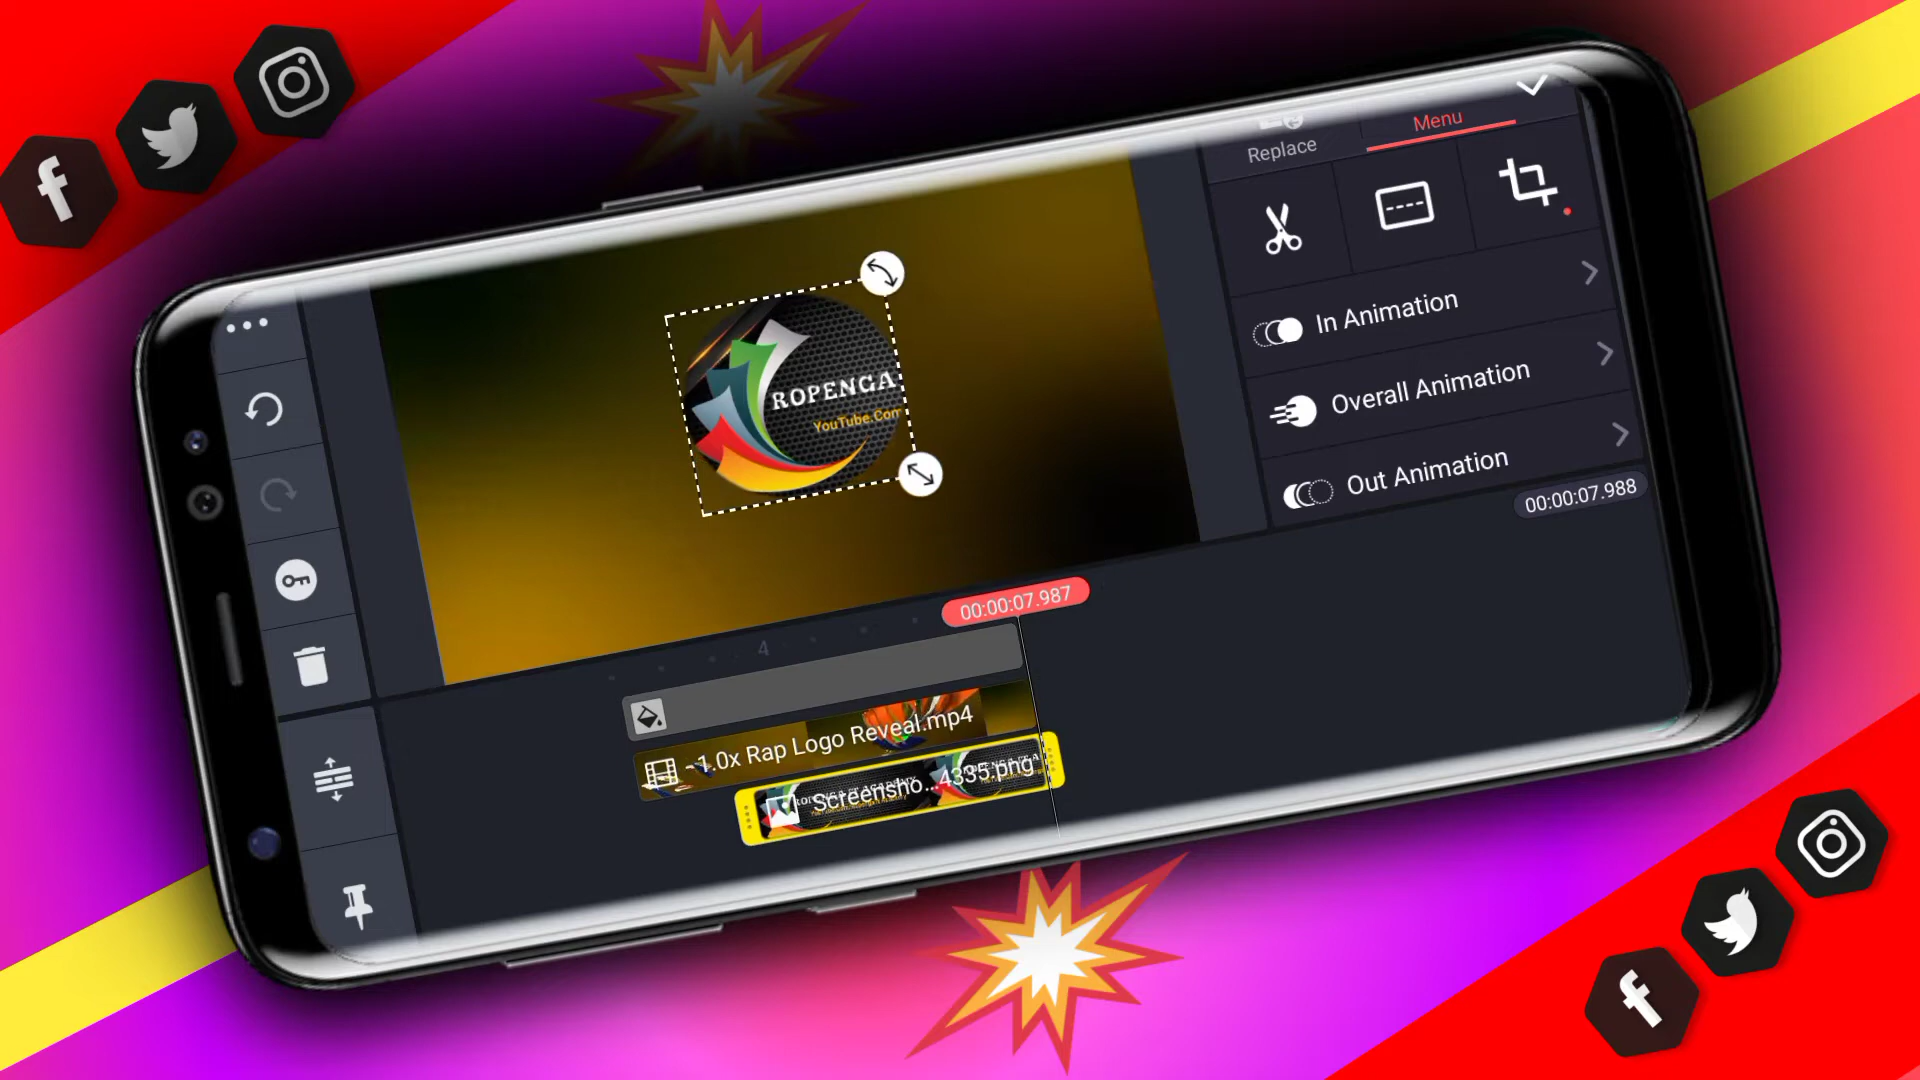 Replace
Menu
In Animation
Overall Animation
Out Animation
00:00:07.988
ROPENGA
YouTube.Com
00:00:07.987
4
-1.0x Rap Logo Reveal.mp4
Screensho...4335.png